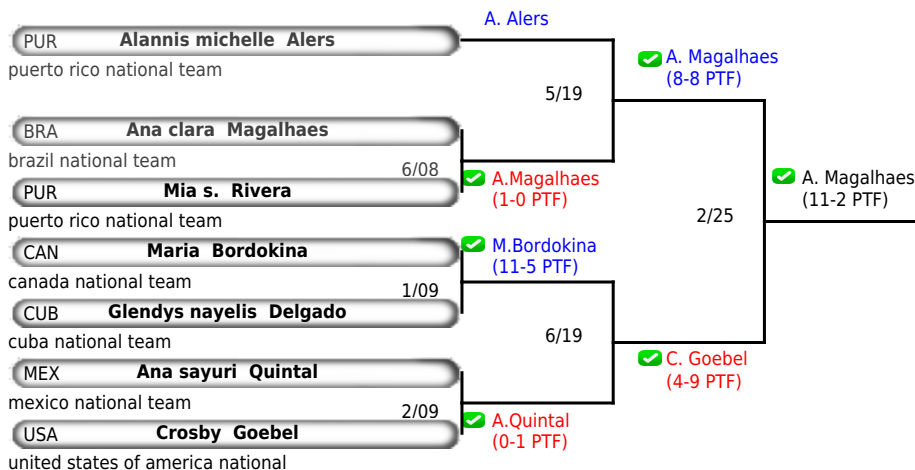 A. Alers
PUR Alannis michelle Alers
puerto rico national team
A. Magalhaes
(8-8 PTF)
5/19
BRA Ana clara Magalhaes
brazil national team
6/08
A.Magalhaes
(1-0 PTF)
PUR Mia s. Rivera
puerto rico national team
A. Magalhaes
(11-2 PTF)
2/25
CAN Maria Bordokina
canada national team
M.Bordokina
(11-5 PTF)
1/09
CUB Glendys nayelis Delgado
cuba national team
6/19
C. Goebel
(4-9 PTF)
MEX Ana sayuri Quintal
mexico national team
2/09
A.Quintal
(0-1 PTF)
USA Crosby Goebel
united states of america national